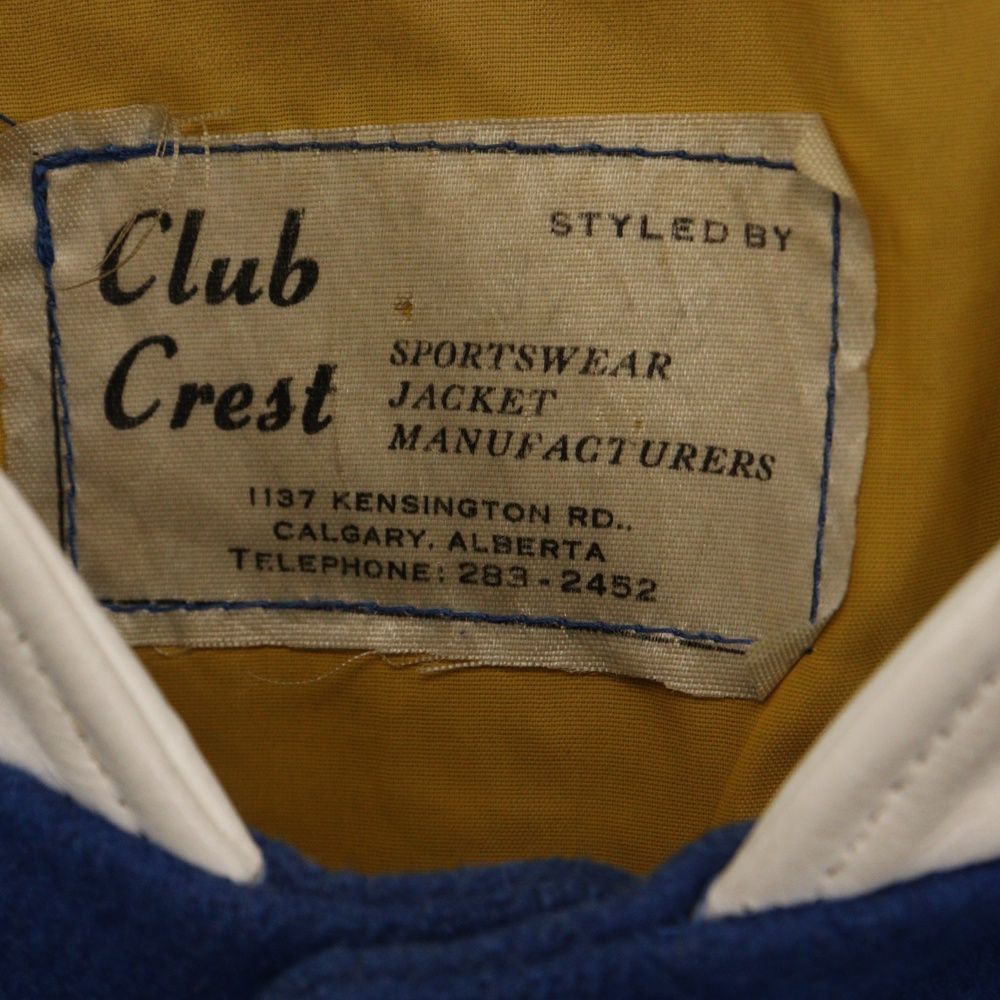 STYLED BY
Club
Crest
SPORTSWEAR
JACKET
MANUFACTURERS
1137 KENSINGTON RD.,
CALGARY, ALBERTA
TELEPHONE: 283-2452